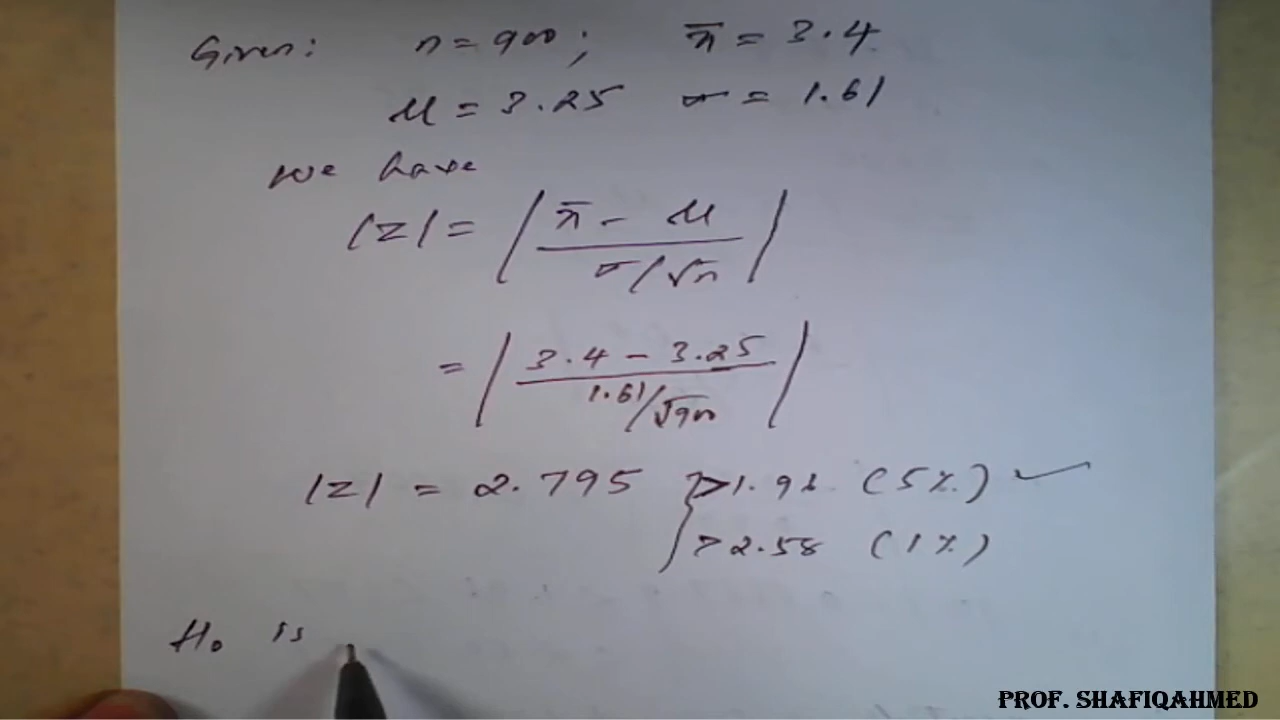 Given: n = 900; x̄ = 3.4
μ = 3.25 σ = 1.61
we have
|z| = | x̄ - μ / σ/√n |
= | 3.4 - 3.25 / 1.61/√900 |
|z| = 2.795 > 1.96 (5%) ✓
> 2.58 (1%)
H₀ is
PROF. SHAFIQAHMED